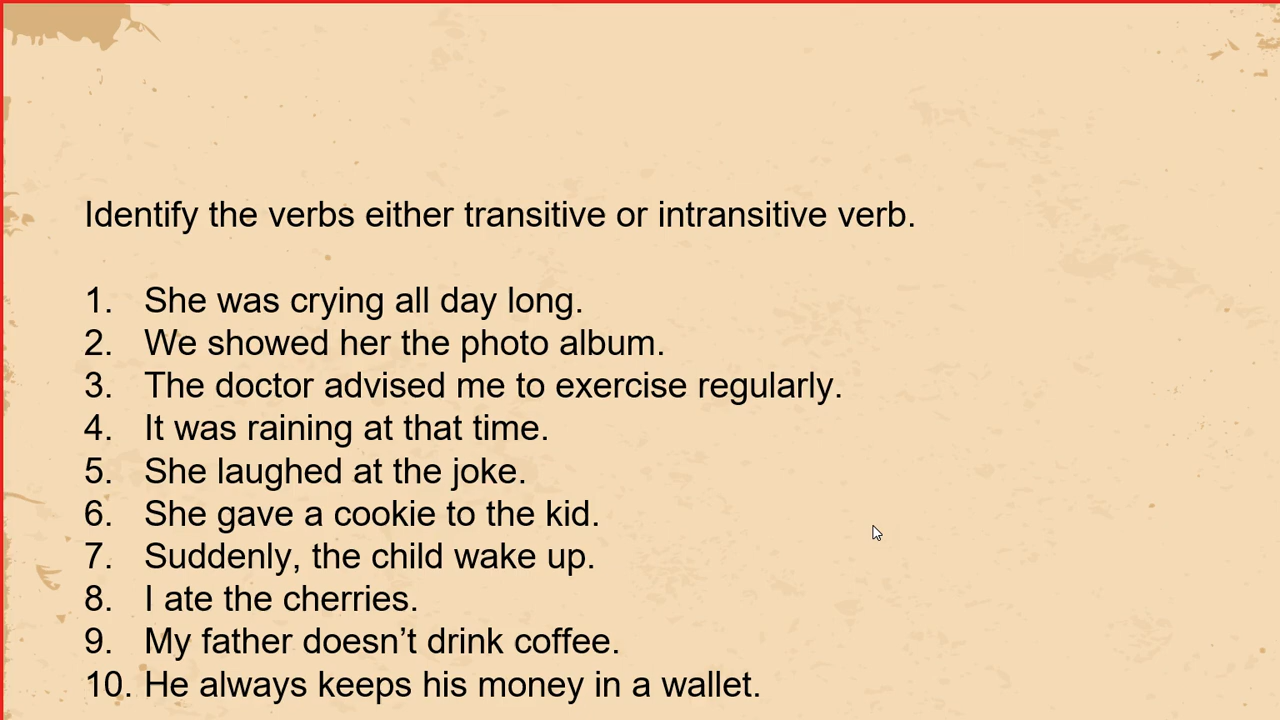 Identify the verbs either transitive or intransitive verb.
1. She was crying all day long.
2. We showed her the photo album.
3. The doctor advised me to exercise regularly.
4. It was raining at that time.
5. She laughed at the joke.
6. She gave a cookie to the kid.
7. Suddenly, the child wake up.
8. I ate the cherries.
9. My father doesn’t drink coffee.
10. He always keeps his money in a wallet.